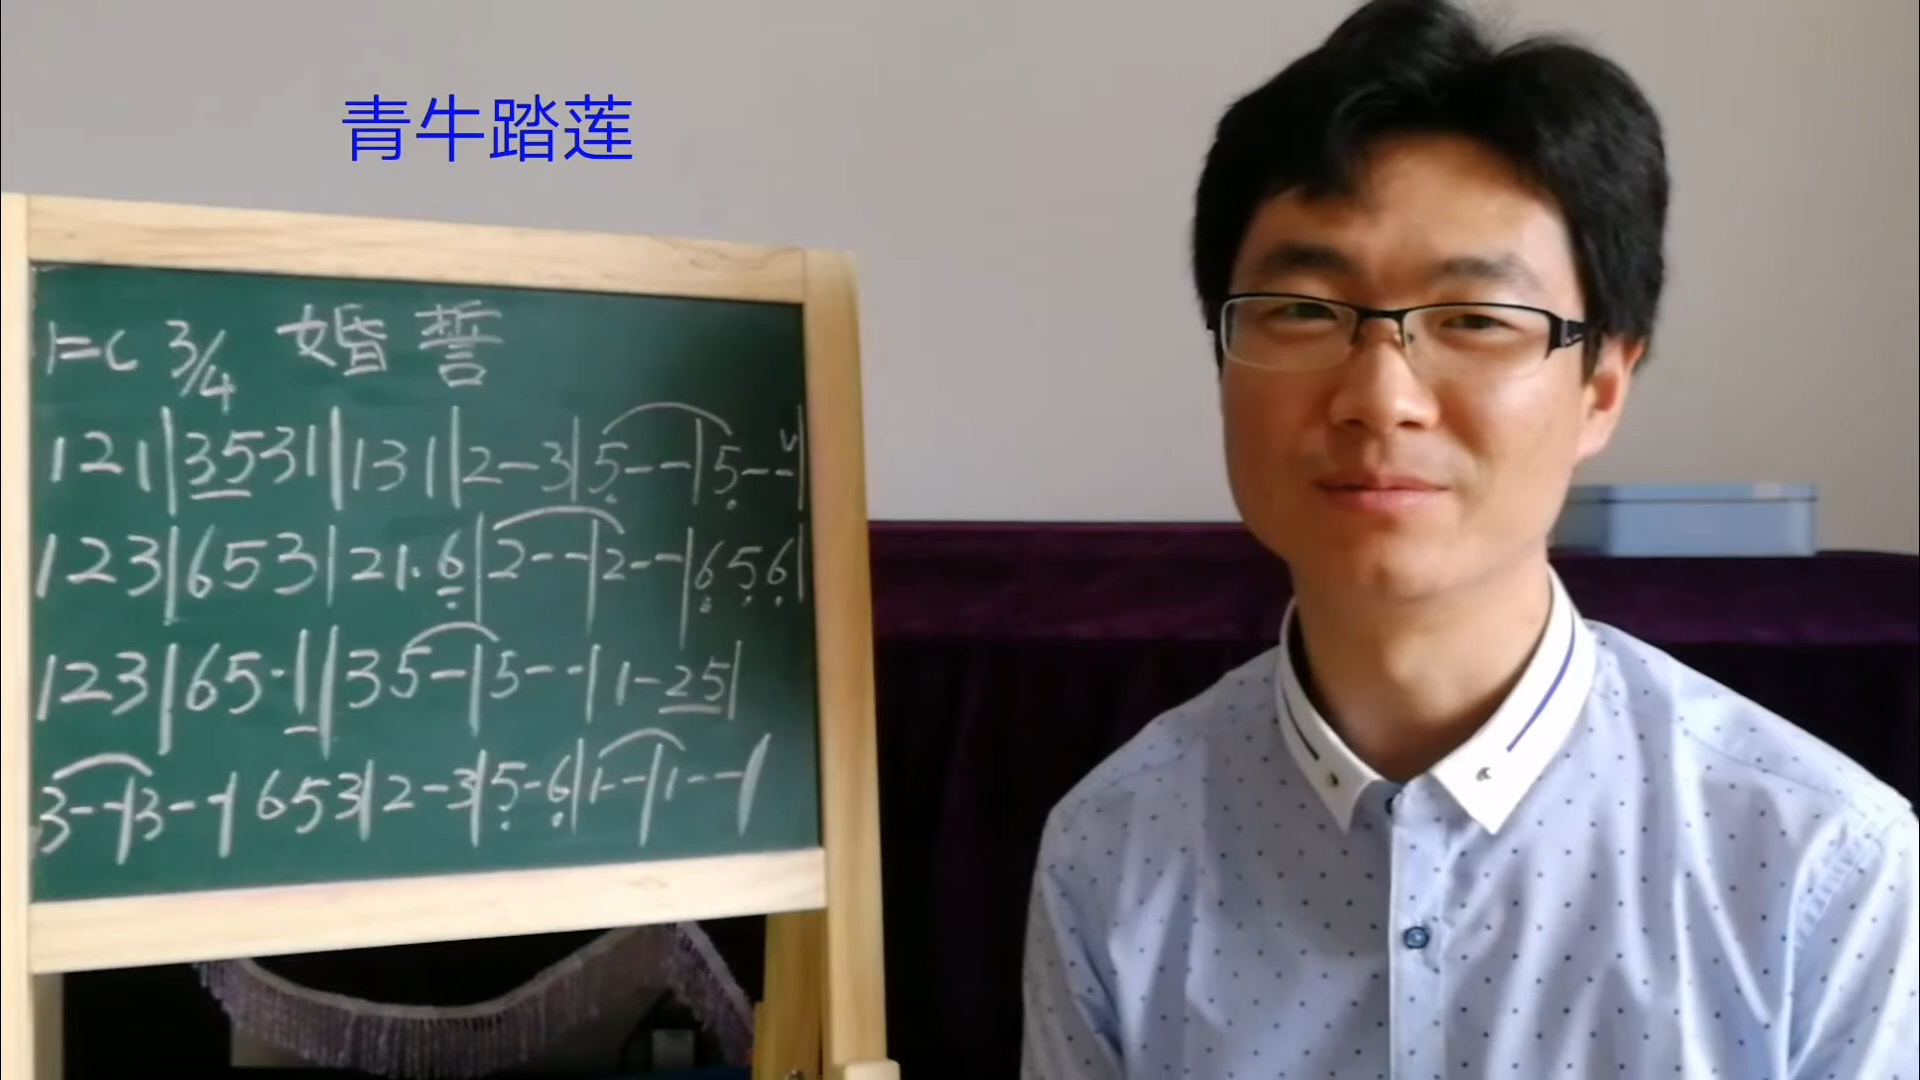 青牛踏莲
1=C 3/4 婚誓
1 2 1 | 3 5 3 1 | 1 3 1 | 2 - 3 | 5 - - | 5 - - |
1 2 3 | 6 5 3 | 2 1. 6 | 2 - - | 2 - - | 6 5 6 |
1 2 3 | 6 5 · 1 | 3 5 - | 5 - - | 1 - 2 5 |
3 - - | 3 - - | 6 5 3 | 2 - 3 | 5 - 6 | 1 - - | 1 - - |